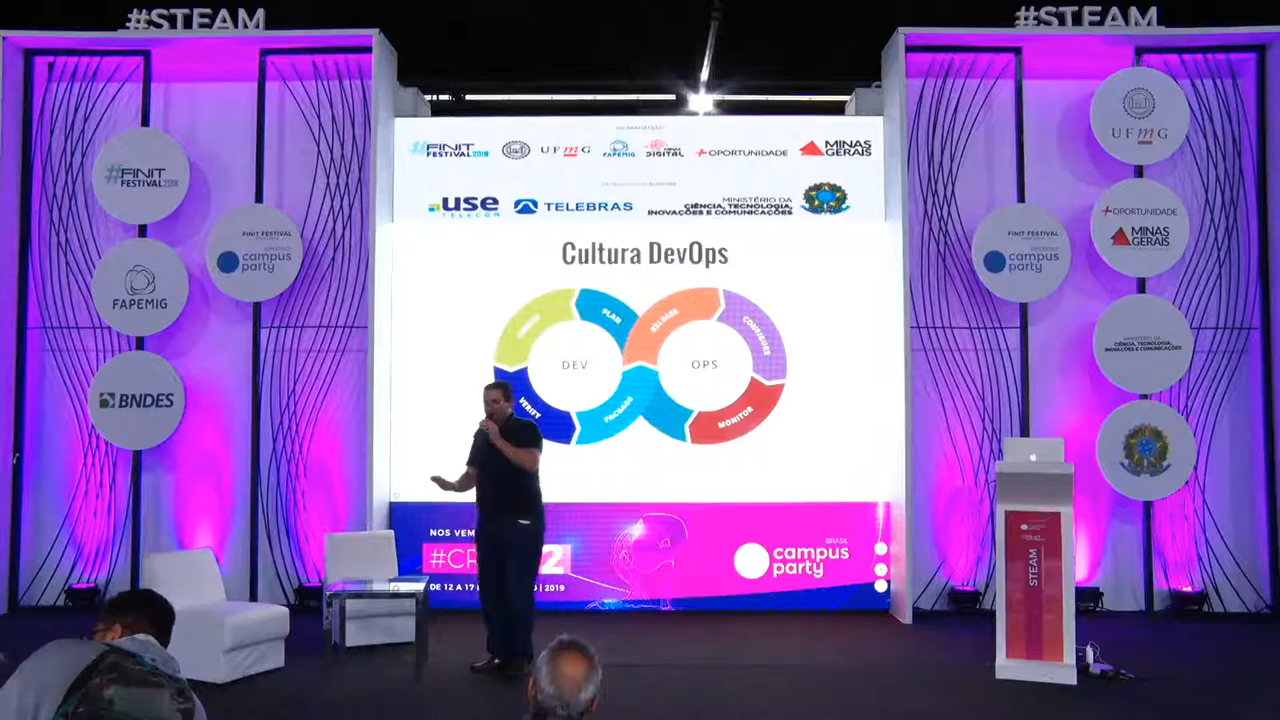 #STEAM
#STEAM
#FINIT
FESTIVAL 2018
FAPEMIG
BNDES
FINIT FESTIVAL
campus
party
#FINIT
FESTIVAL 2018
UFMG
FAPEMIG
MINAS
DIGITAL
+OPORTUNIDADE
MINAS
GERAIS
USE
TELECOM
TELEBRAS
MINISTÉRIO DA
CIÊNCIA, TECNOLOGIA,
INOVAÇÕES E COMUNICAÇÕES
Cultura DevOps
PLAN
RELEASE
CONFIGURE
DEV
OPS
VERIFY
PACKAGE
MONITOR
NOS VEM
#CP
2
DE 12 A 17
| 2019
BRASIL
campus
party
FINIT FESTIVAL
campus
party
UFMG
+OPORTUNIDADE
MINAS
GERAIS
MINISTÉRIO DA
CIÊNCIA, TECNOLOGIA,
INOVAÇÕES E COMUNICAÇÕES
STEAM